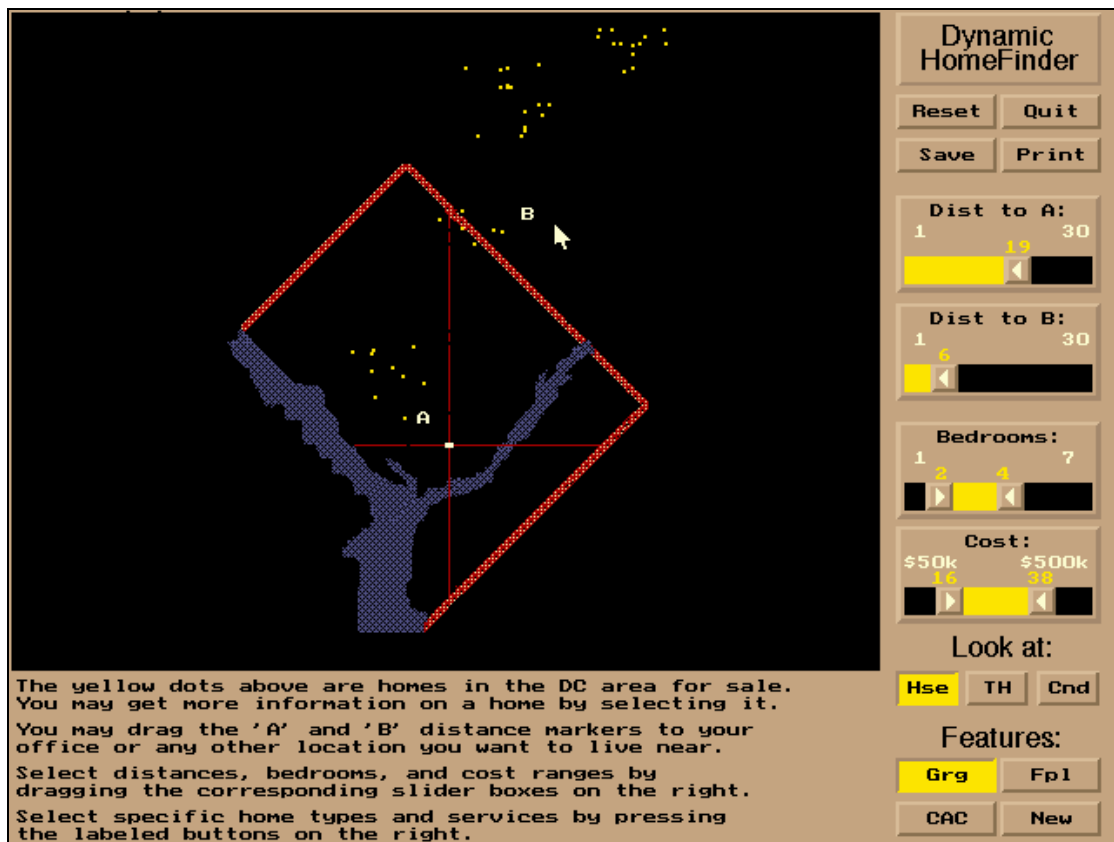 Dynamic
HomeFinder
Reset Quit
Save Print
B
Dist to A:
1 30
19
Dist to B:
1 30
6
A
Bedrooms:
1 7
2 4
Cost:
$50k $500k
16 38
Look at:
Hse TH Cnd
Features:
Grg Fpl
CAC New
The yellow dots above are homes in the DC area for sale.
You may get more information on a home by selecting it.
You may drag the 'A' and 'B' distance markers to your
office or any other location you want to live near.
Select distances, bedrooms, and cost ranges by
dragging the corresponding slider boxes on the right.
Select specific home types and services by pressing
the labeled buttons on the right.